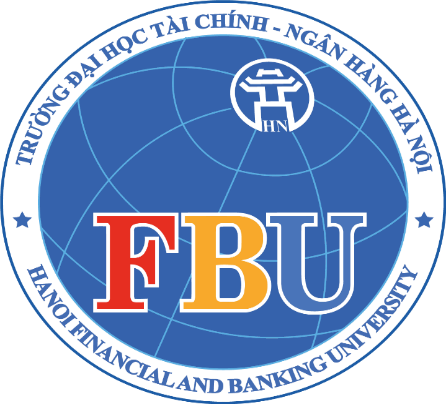 TRƯỜNG ĐẠI HỌC TÀI CHÍNH - NGÂN HÀNG HÀ NỘI
HN
FBU
HANOI FINANCIAL AND BANKING UNIVERSITY